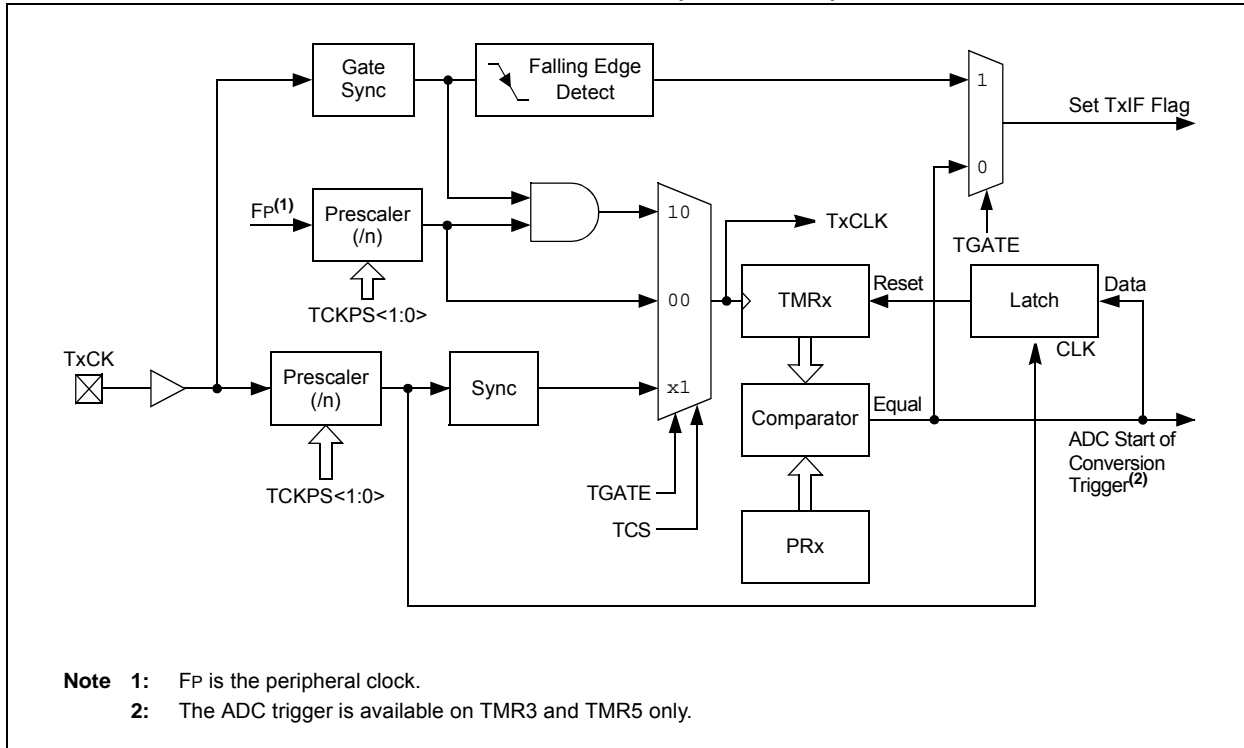 Gate
Sync
Falling Edge
Detect
1
Set TxIF Flag
0
FP(1)
Prescaler
(/n)
10
TxCLK
TGATE
TCKPS<1:0>
00
TMRx
Reset
Latch
Data
CLK
TxCK
Prescaler
(/n)
Sync
x1
Comparator
Equal
ADC Start of
Conversion
Trigger(2)
TCKPS<1:0>
TGATE
TCS
PRx
Note 1: FP is the peripheral clock.
2: The ADC trigger is available on TMR3 and TMR5 only.